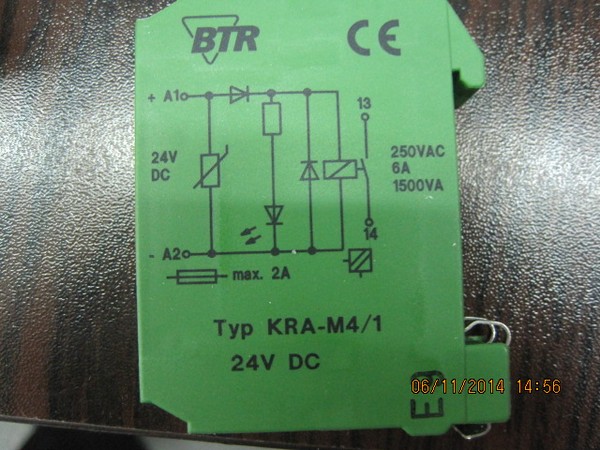 BTR CE
+ A1
13
24V
DC
250VAC
6A
1500VA
- A2
14
max. 2A
Typ KRA-M4/1
24V DC
06/11/2014 14:56